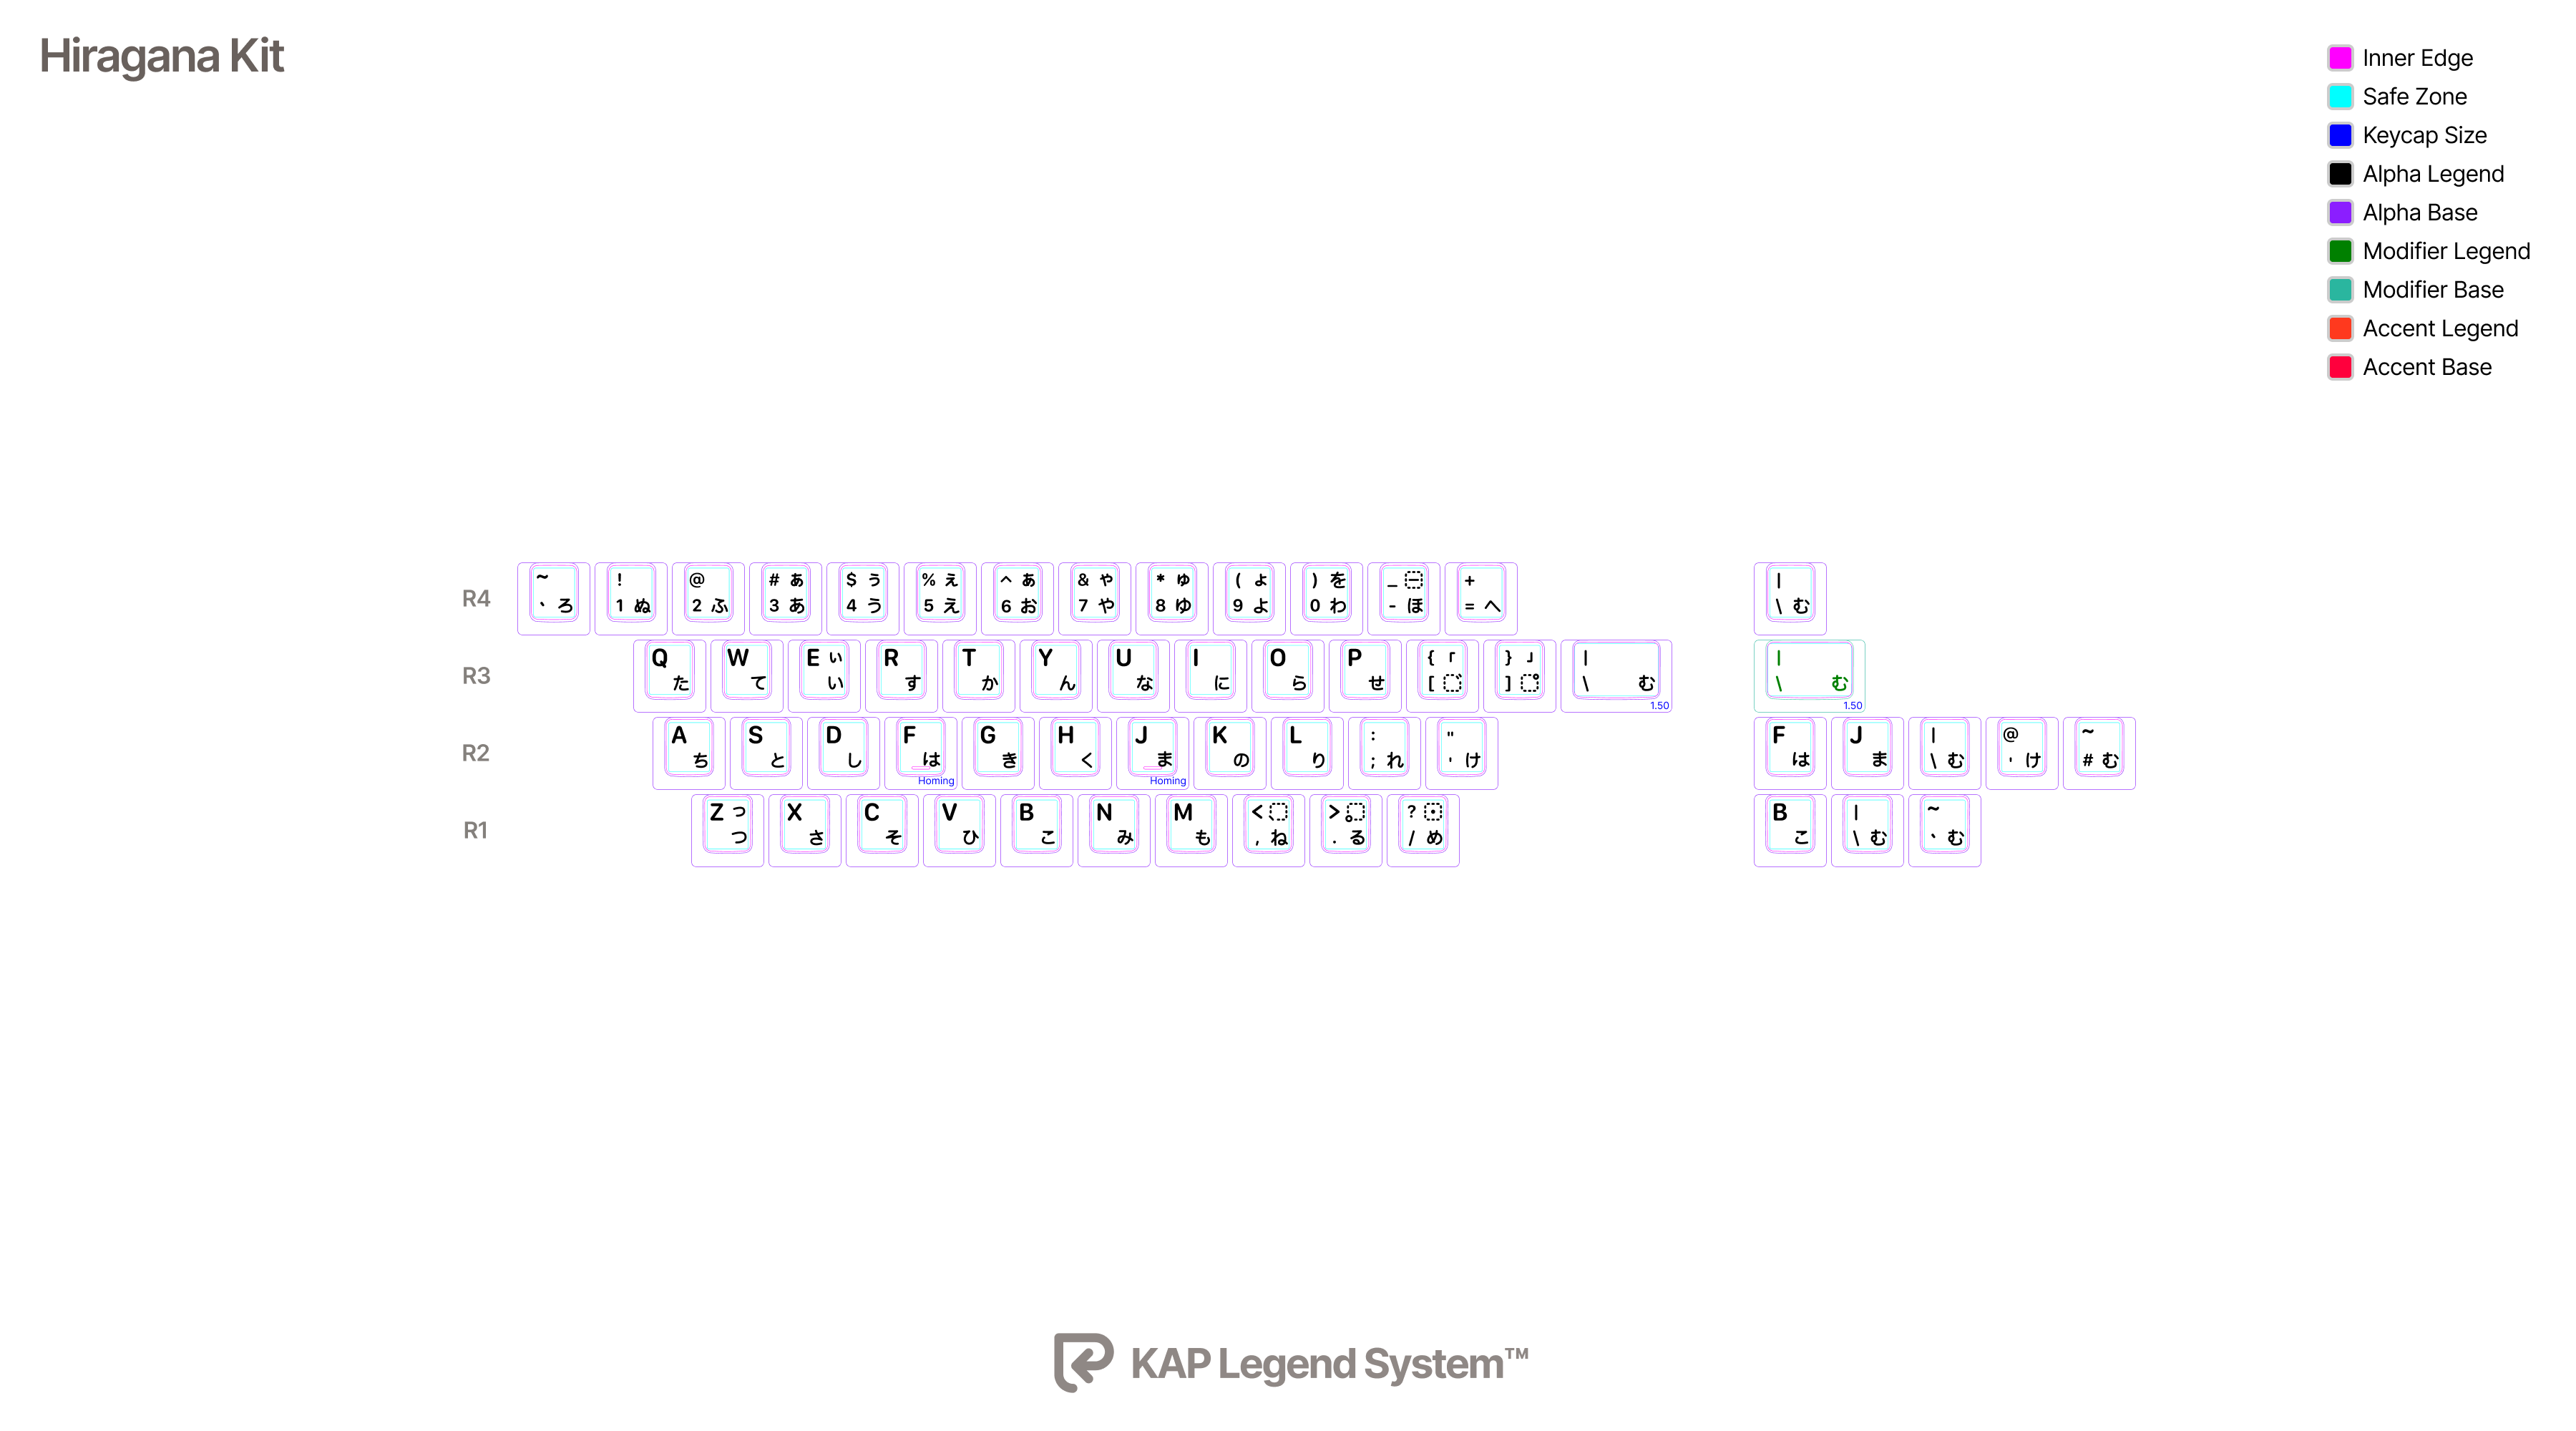 Hiragana Kit
Inner Edge
Safe Zone
Keycap Size
Alpha Legend
Alpha Base
Modifier Legend
Modifier Base
Accent Legend
Accent Base
R4
~ ` ろ
! 1 ぬ
@ 2 ふ
# ぁ 3 あ
$ ぅ 4 う
% ぇ 5 え
^ あ 6 お
& ゃ 7 や
* ゅ 8 ゆ
( ょ 9 よ
) を 0 わ
_ - ほ
+ = へ
| \ む
R3
Q た
W て
E ぃ い
R す
T か
Y ん
U な
I に
O ら
P せ
{ 「 [ ゛
} 」 ] ゜
| \ む 1.50
| \ む 1.50
R2
A ち
S と
D し
F は Homing
G き
H く
J ま Homing
K の
L り
: ; れ
" ' け
F は
J ま
| \ む
@ ' け
~ # む
R1
Z っ つ
X さ
C そ
V ひ
B こ
N み
M も
< , ね
> 。 . る
? ・ / め
B こ
| \ む
~ ` む
KAP Legend System™